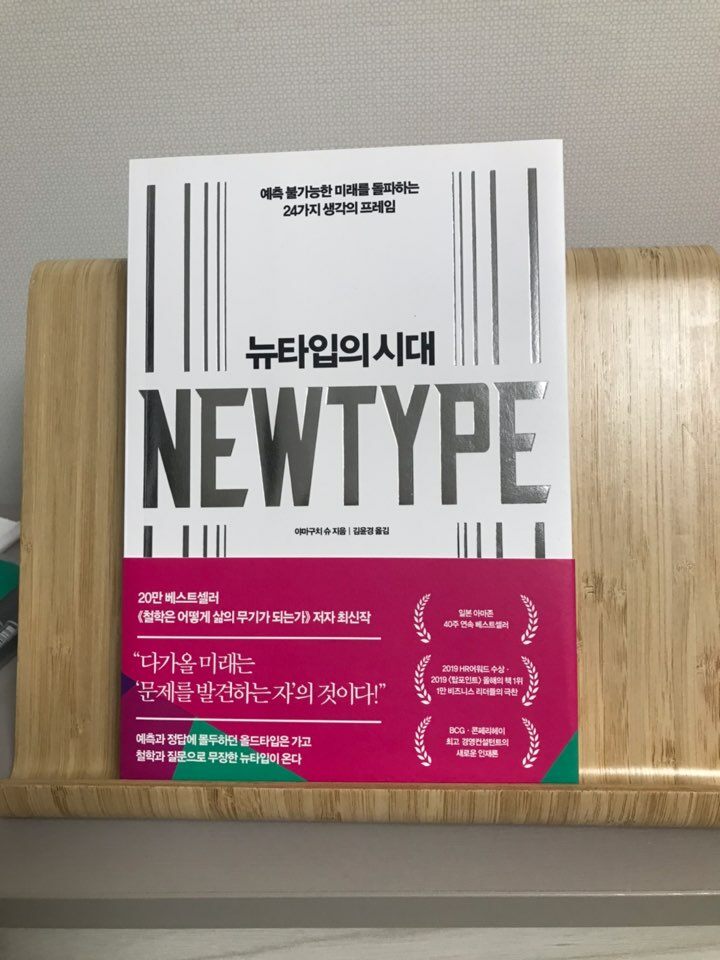 예측 불가능한 미래를 돌파하는
24가지 생각의 프레임
뉴타입의 시대
NEWTYPE
야마구치 슈 지음 | 김윤경 옮김
20만 베스트셀러
《철학은 어떻게 삶의 무기가 되는가》 저자 최신작
“다가올 미래는
‘문제를 발견하는 자’의 것이다!”
예측과 정답에 몰두하던 올드타입은 가고
철학과 질문으로 무장한 뉴타입이 온다
일본 아마존
40주 연속 베스트셀러
2019 HR어워드 수상 ·
2019 《탑포인트》 올해의 책 1위
1만 비즈니스 리더들의 극찬
BCG · 콘페리헤이
최고 경영컨설턴트의
새로운 인재론